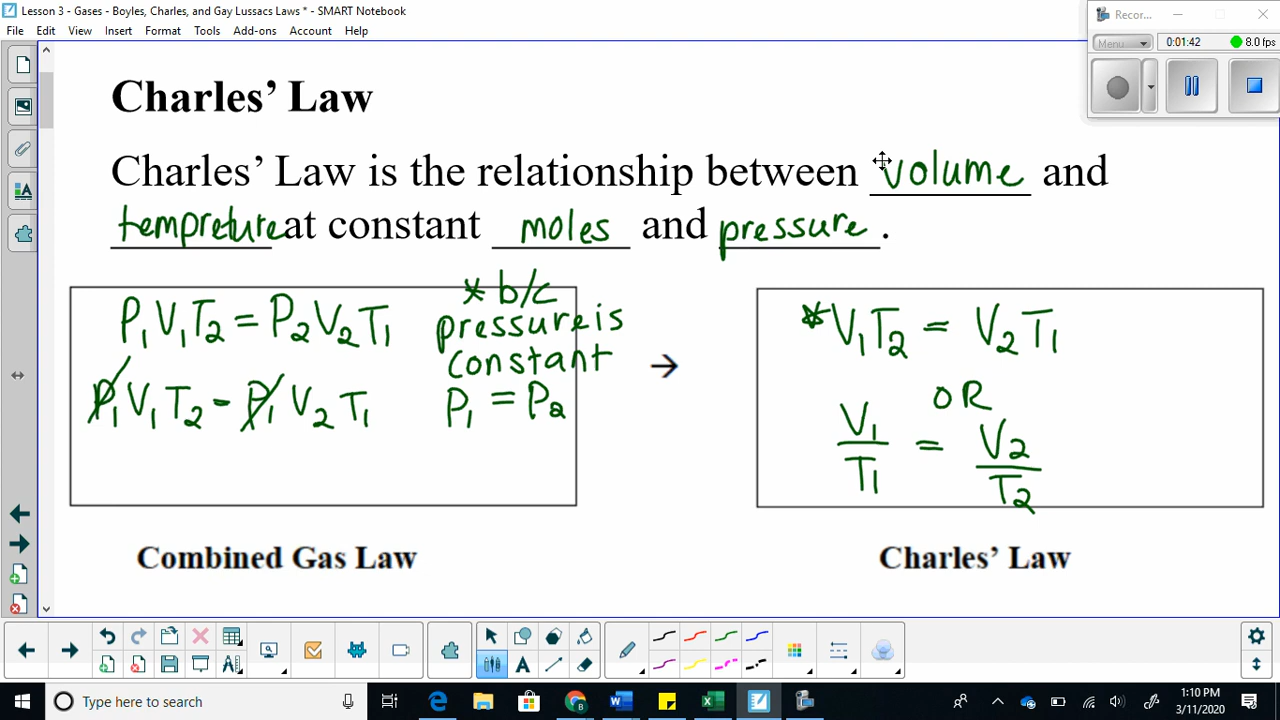 Lesson 3 - Gases - Boyles, Charles, and Gay Lussacs Laws * - SMART Notebook
File Edit View Insert Format Tools Add-ons Account Help
Recor...
Menu 0:01:42 8.0 fps
Charles’ Law
Charles’ Law is the relationship between volume and
tempreture at constant moles and pressure.
P₁V₁T₂ = P₂V₂T₁
P₁V₁T₂ = P₁V₂T₁
* b/c
pressure is
constant
P₁ = P₂
→
*V₁T₂ = V₂T₁
OR
V₁/T₁ = V₂/T₂
Combined Gas Law
Charles’ Law
Type here to search
1:10 PM
3/11/2020